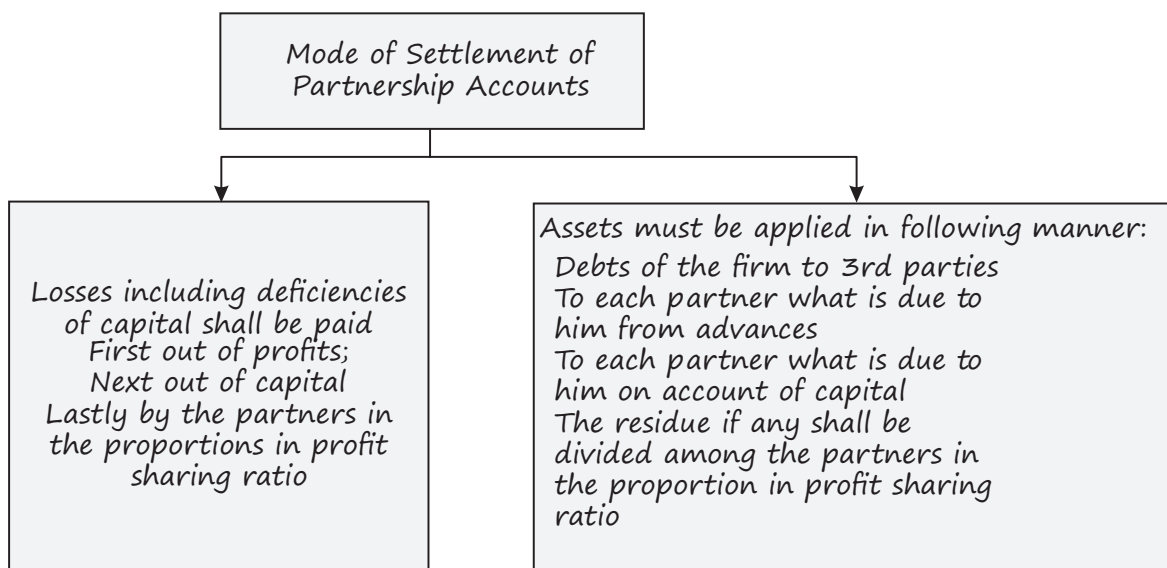 Mode of Settlement of
Partnership Accounts
Losses including deficiencies
of capital shall be paid
First out of profits;
Next out of capital
Lastly by the partners in
the proportions in profit
sharing ratio
Assets must be applied in following manner:
Debts of the firm to 3rd parties
To each partner what is due to
him from advances
To each partner what is due to
him on account of capital
The residue if any shall be
divided among the partners in
the proportion in profit sharing
ratio